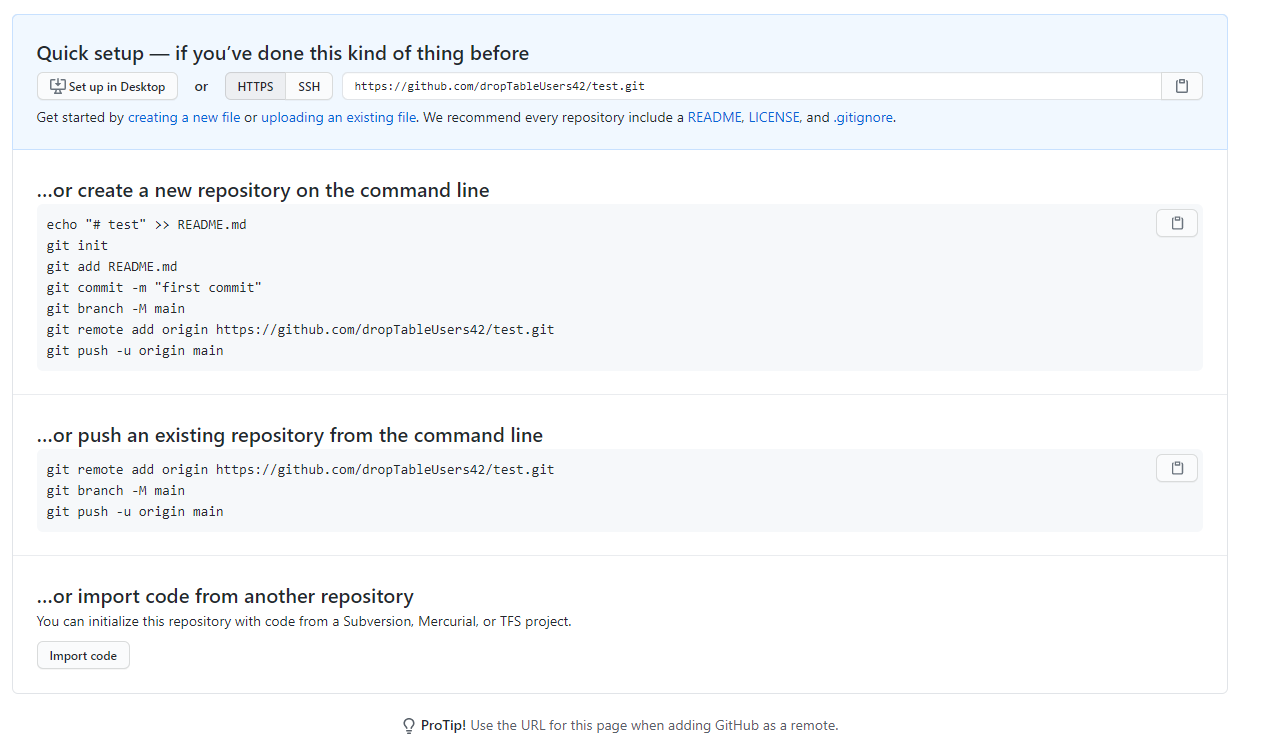 Quick setup — if you’ve done this kind of thing before
Set up in Desktop or HTTPS SSH https://github.com/dropTableUsers42/test.git
Get started by creating a new file or uploading an existing file. We recommend every repository include a README, LICENSE, and .gitignore.
…or create a new repository on the command line
echo "# test" >> README.md
git init
git add README.md
git commit -m "first commit"
git branch -M main
git remote add origin https://github.com/dropTableUsers42/test.git
git push -u origin main
…or push an existing repository from the command line
git remote add origin https://github.com/dropTableUsers42/test.git
git branch -M main
git push -u origin main
…or import code from another repository
You can initialize this repository with code from a Subversion, Mercurial, or TFS project.
Import code
ProTip! Use the URL for this page when adding GitHub as a remote.